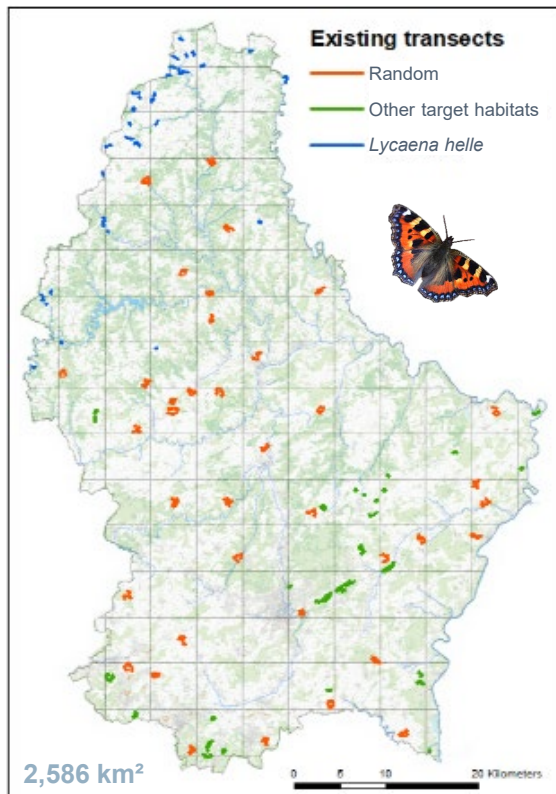 Existing transects
Random
Other target habitats
Lycaena helle
2,586 km²
0 5 10 20 Kilometers